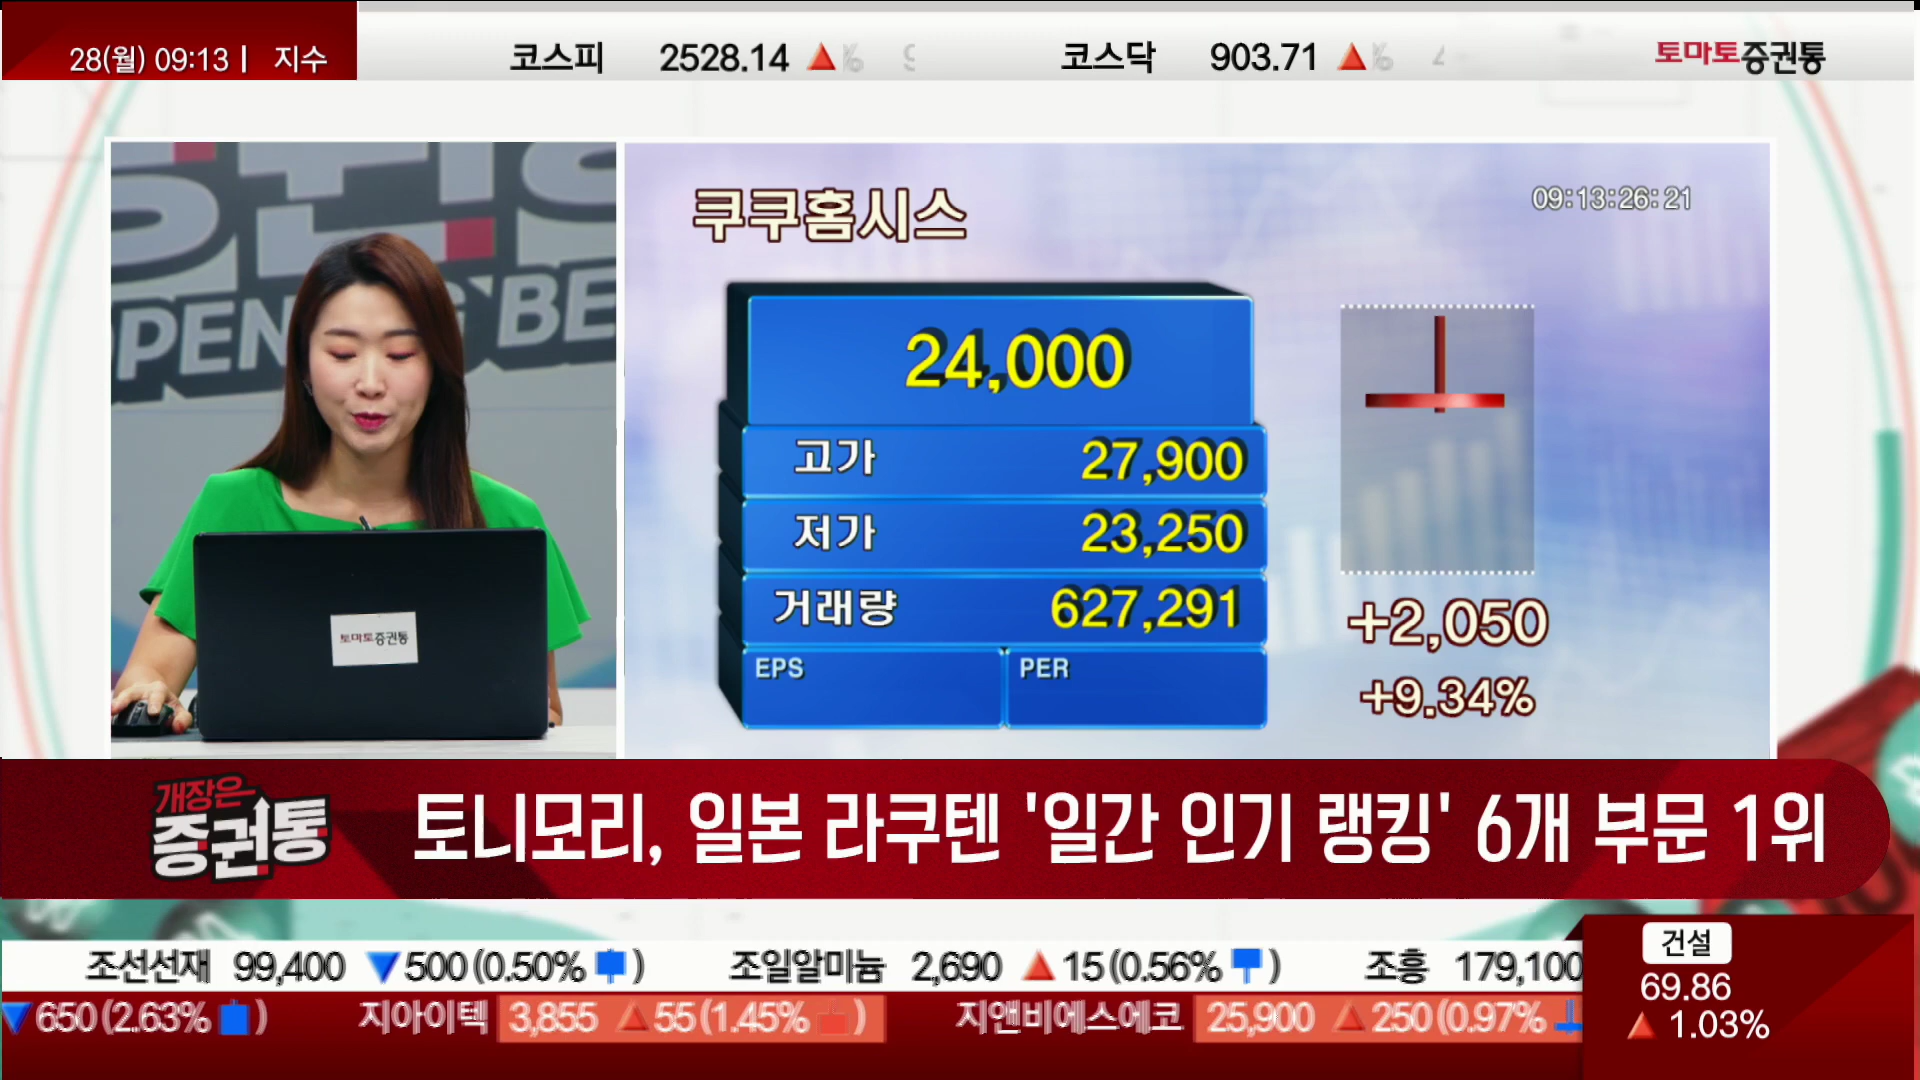 28(월) 09:13 | 지수
코스피 2528.14 ▲
코스닥 903.71 ▲
토마토증권통
OPENING BE
쿠쿠홈시스
09:13:26:21
24,000
고가 27,900
저가 23,250
거래량 627,291
EPS PER
+2,050
+9.34%
토마토증권통
개장은
증권통
토니모리, 일본 라쿠텐 '일간 인기 랭킹' 6개 부문 1위
조선선재 99,400 ▼500(0.50% ) 조일알미늄 2,690 ▲15(0.56% ) 조흥 179,100
▼650(2.63% ) 지아이텍 3,855 ▲55(1.45% ) 지앤비에스에코 25,900 ▲250(0.97%
건설
69.86
▲ 1.03%